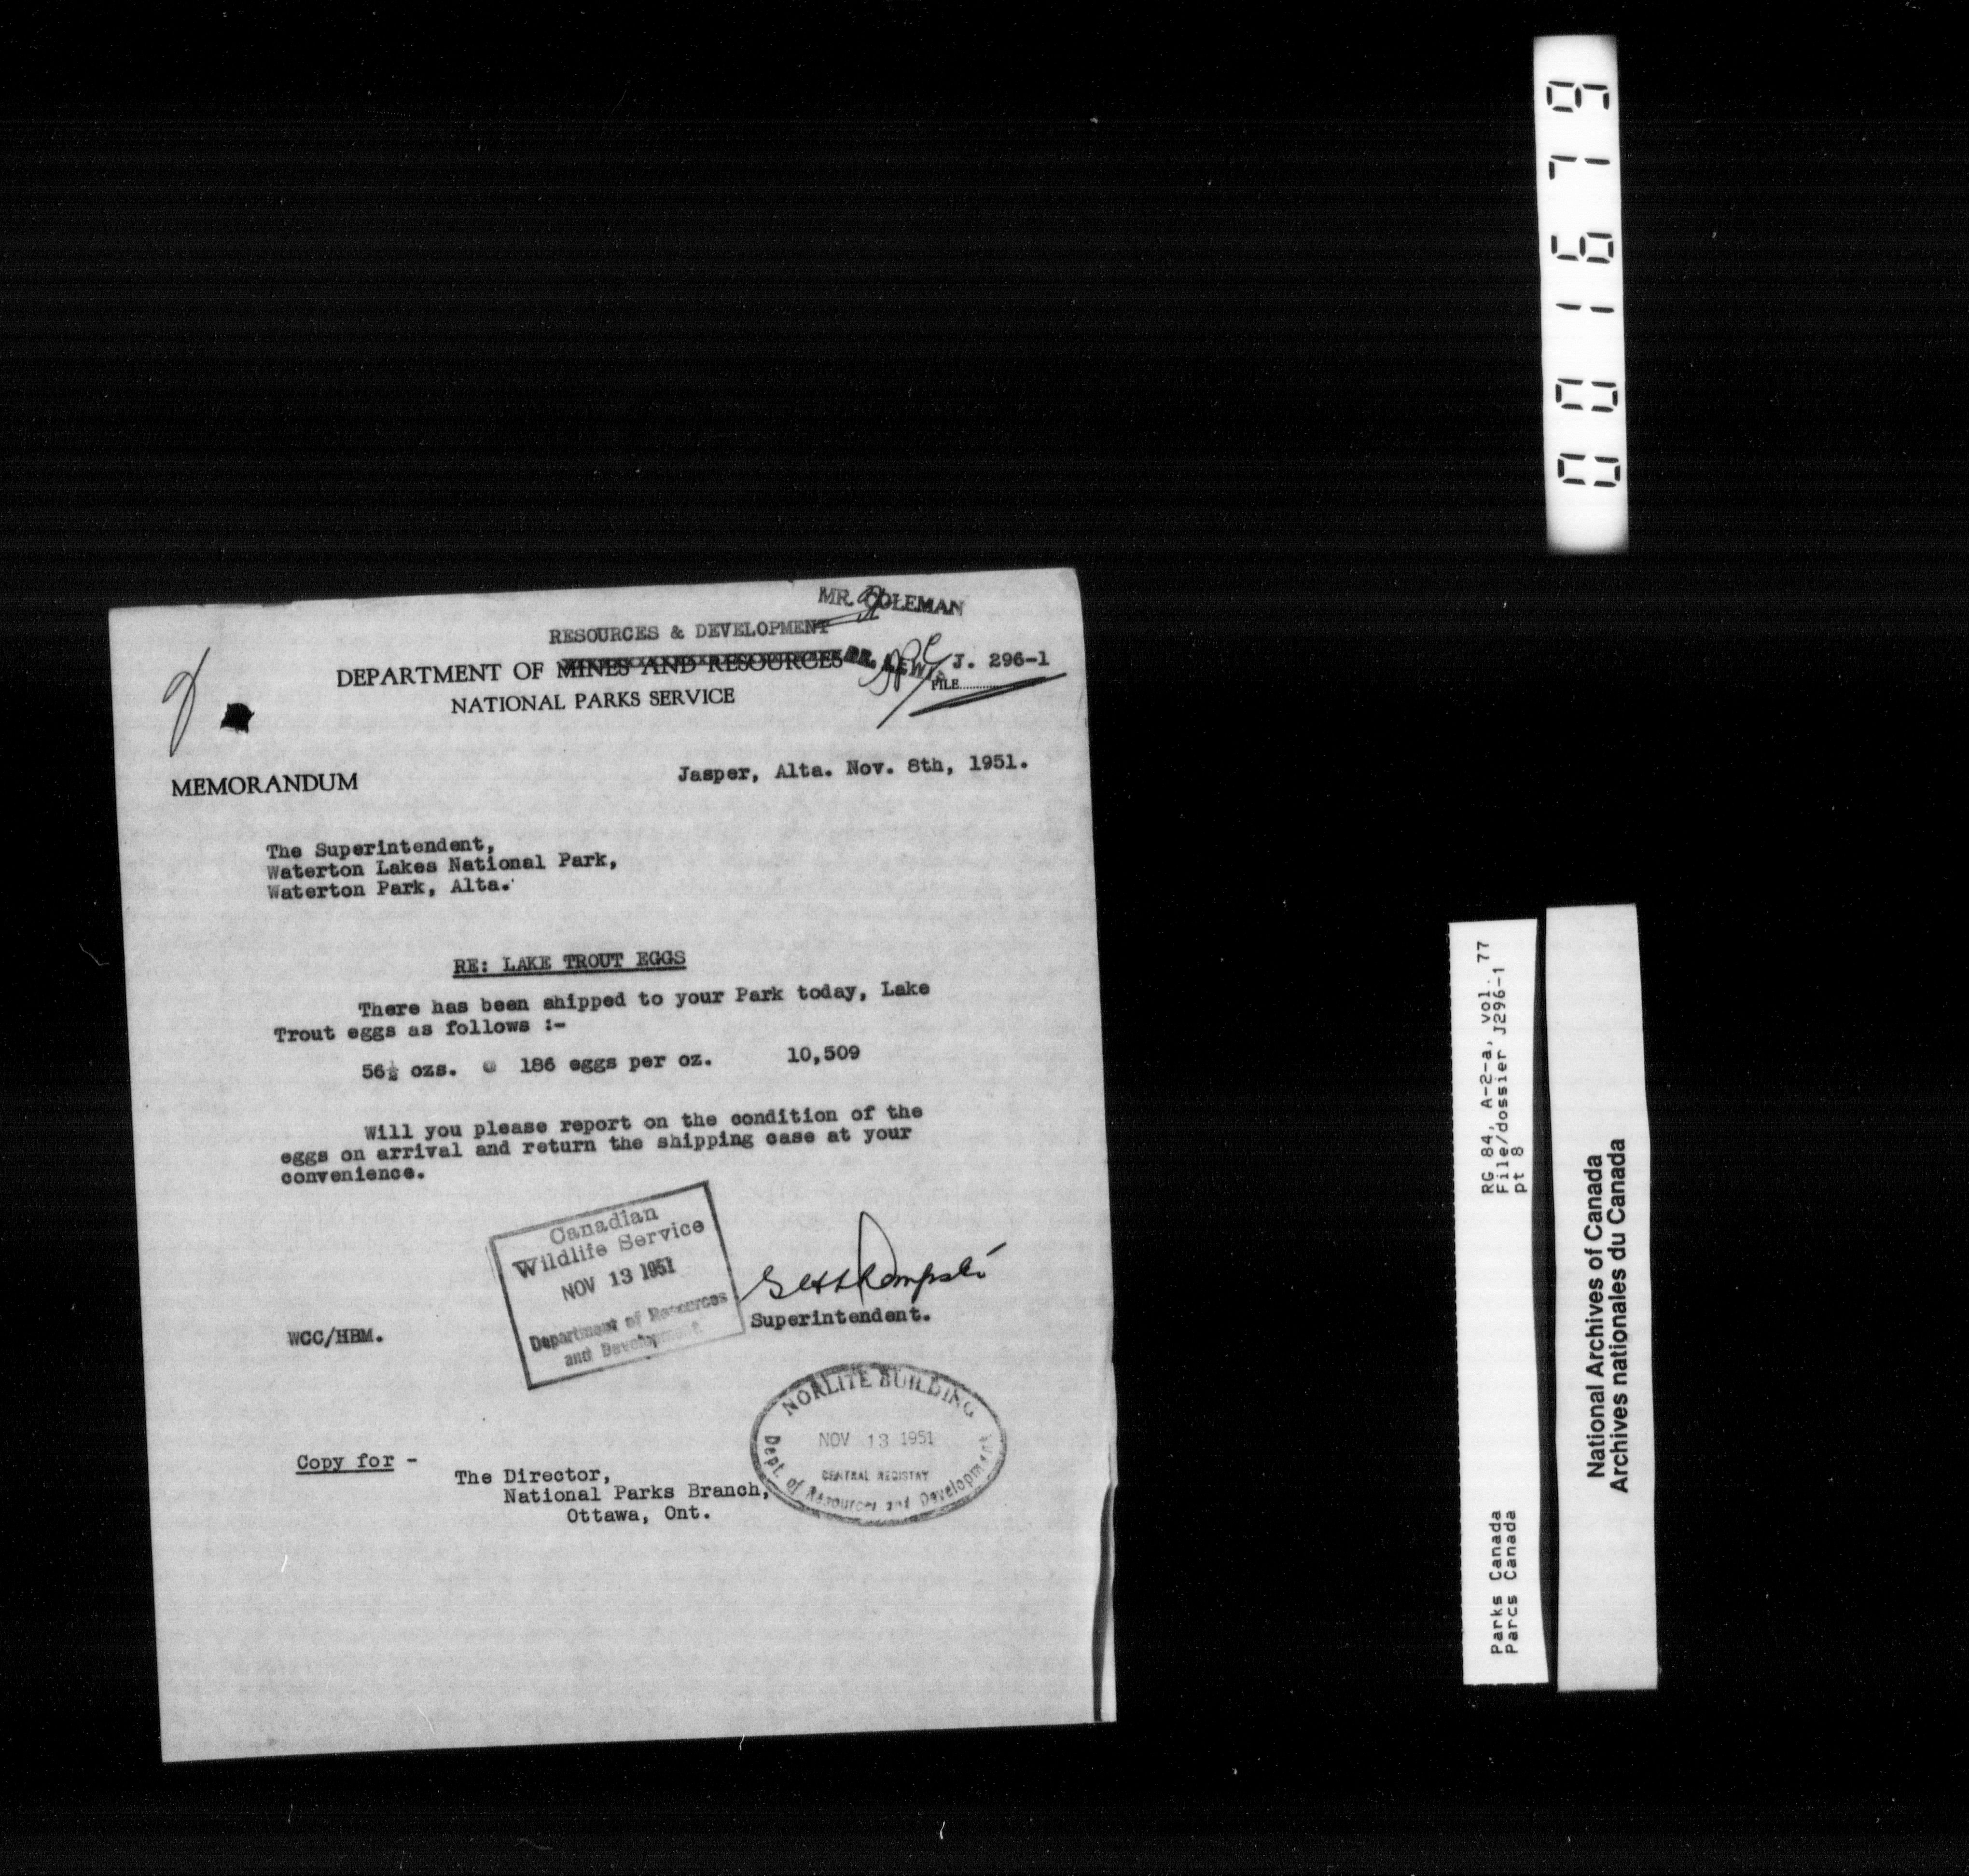 MR. COLEMAN
RESOURCES & DEVELOPMENT
DEPARTMENT OF MINES AND RESOURCES
DR. LEWIS
J. 296-1
FILE
NATIONAL PARKS SERVICE
Jasper, Alta. Nov. 8th, 1951.
MEMORANDUM
The Superintendent,
Waterton Lakes National Park,
Waterton Park, Alta.
RE: LAKE TROUT EGGS
There has been shipped to your Park today, Lake
Trout eggs as follows :-
56½ ozs. @ 186 eggs per oz. 10,509
Will you please report on the condition of the
eggs on arrival and return the shipping case at your
convenience.
Canadian
Wildlife Service
NOV 13 1951
Department of Resources
and Development
Superintendent.
WCC/HBM.
NORLITE BUILDING
NOV 13 1951
CENTRAL REGISTRY
Dept. of Resources and Development
Copy for -
The Director,
National Parks Branch,
Ottawa, Ont.
001679
RG 84, A-2-a, vol. 77
File/dossier J296-1
pt 8
Parks Canada
Parcs Canada
National Archives of Canada
Archives nationales du Canada